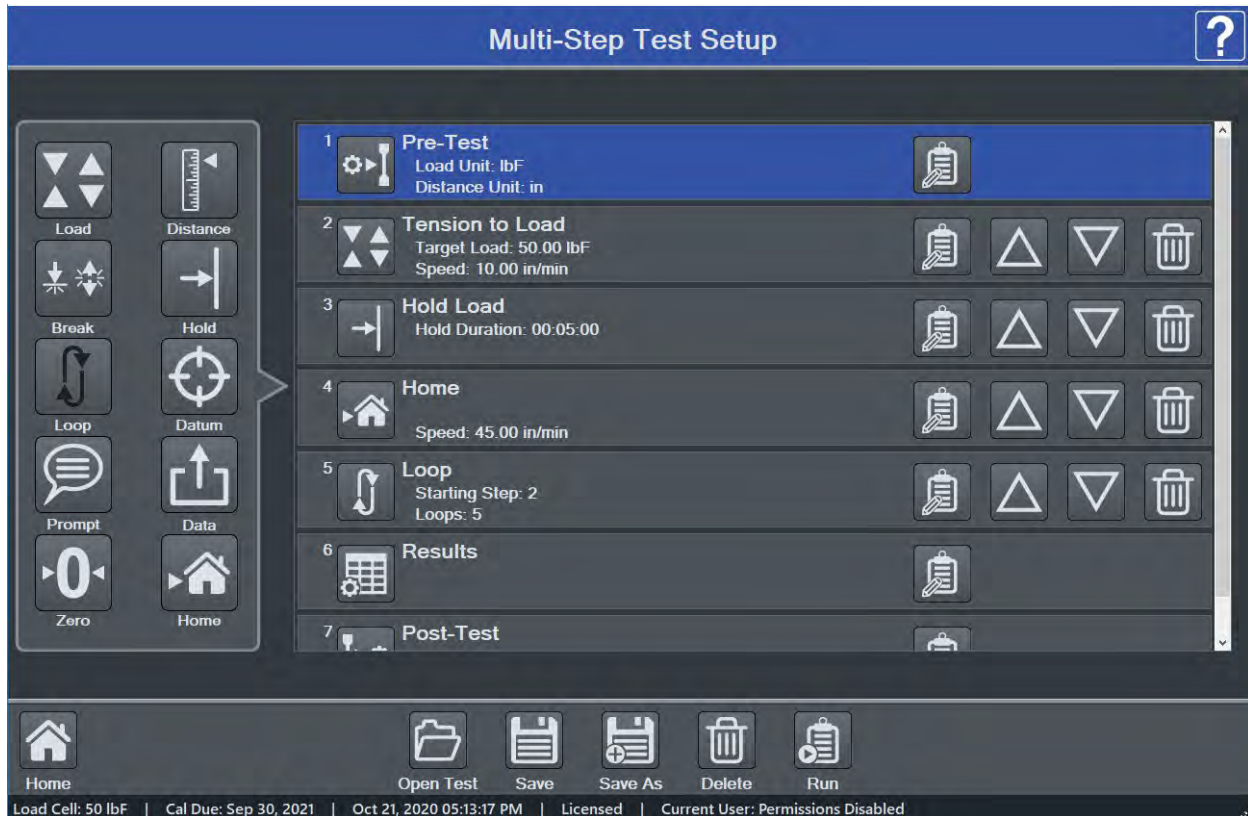 Multi-Step Test Setup
?
Load
Distance
Break
Hold
Loop
Datum
Prompt
Data
0
Zero
Home
1
Pre-Test
Load Unit: lbF
Distance Unit: in
2
Tension to Load
Target Load: 50.00 lbF
Speed: 10.00 in/min
3
Hold Load
Hold Duration: 00:05:00
4
Home
Speed: 45.00 in/min
5
Loop
Starting Step: 2
Loops: 5
6
Results
7
Post-Test
Home
Open Test
Save
Save As
Delete
Run
Load Cell: 50 lbF | Cal Due: Sep 30, 2021 | Oct 21, 2020 05:13:17 PM | Licensed | Current User: Permissions Disabled